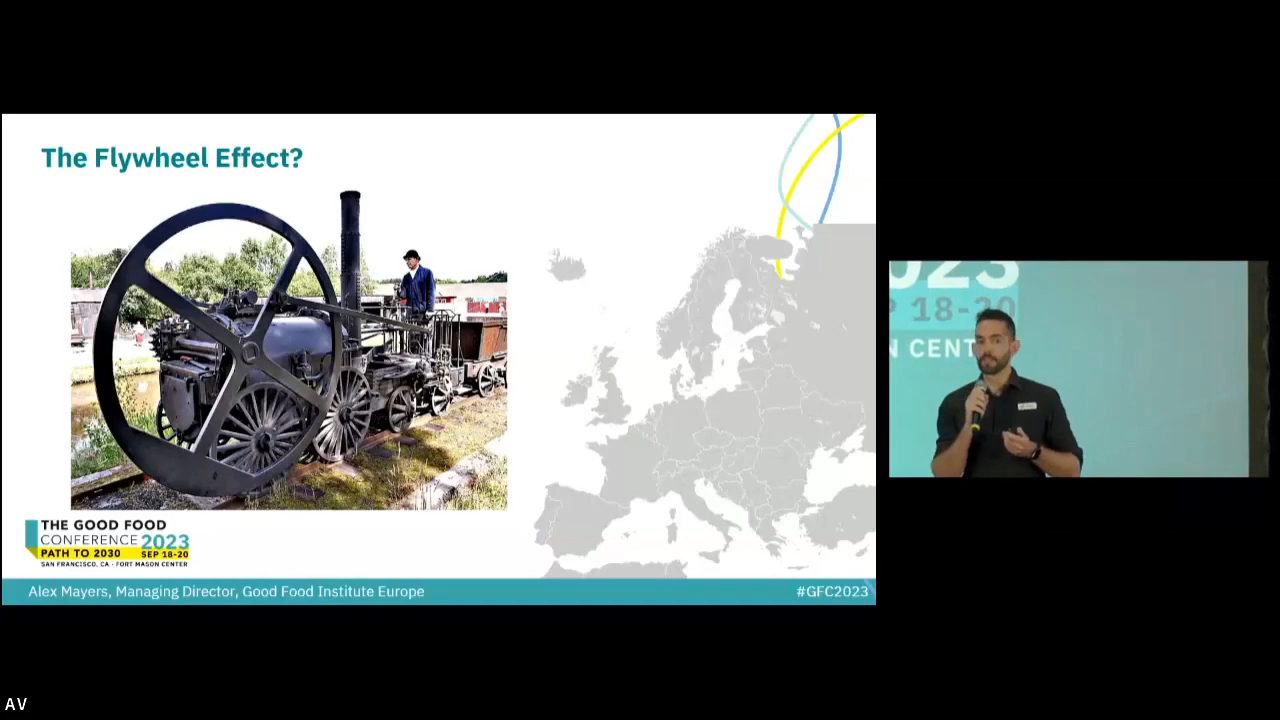 The Flywheel Effect?
THE GOOD FOOD
CONFERENCE 2023
PATH TO 2030 SEP 18-20
SAN FRANCISCO, CA · FORT MASON CENTER
Alex Mayers, Managing Director, Good Food Institute Europe
#GFC2023
2023
P 18-20
N CENT
AV